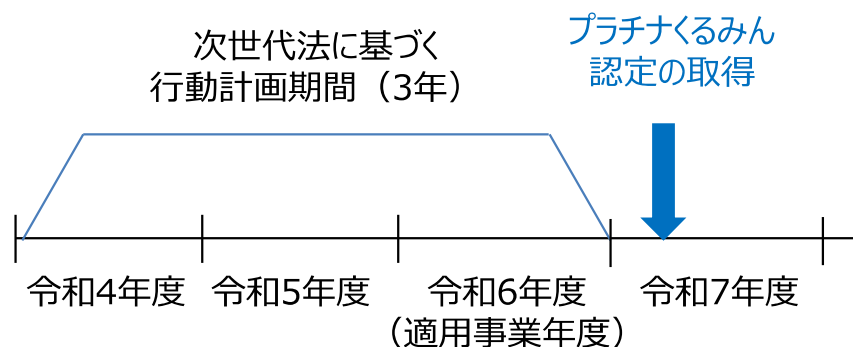 次世代法に基づく
行動計画期間（3年）
プラチナくるみん
認定の取得
令和4年度
令和5年度
令和6年度
（適用事業年度）
令和7年度